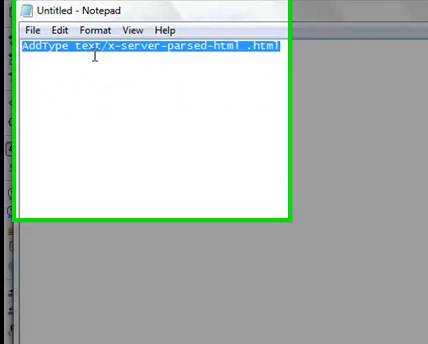 Untitled - Notepad
File Edit Format View Help
AddType text/x-server-parsed-html .html